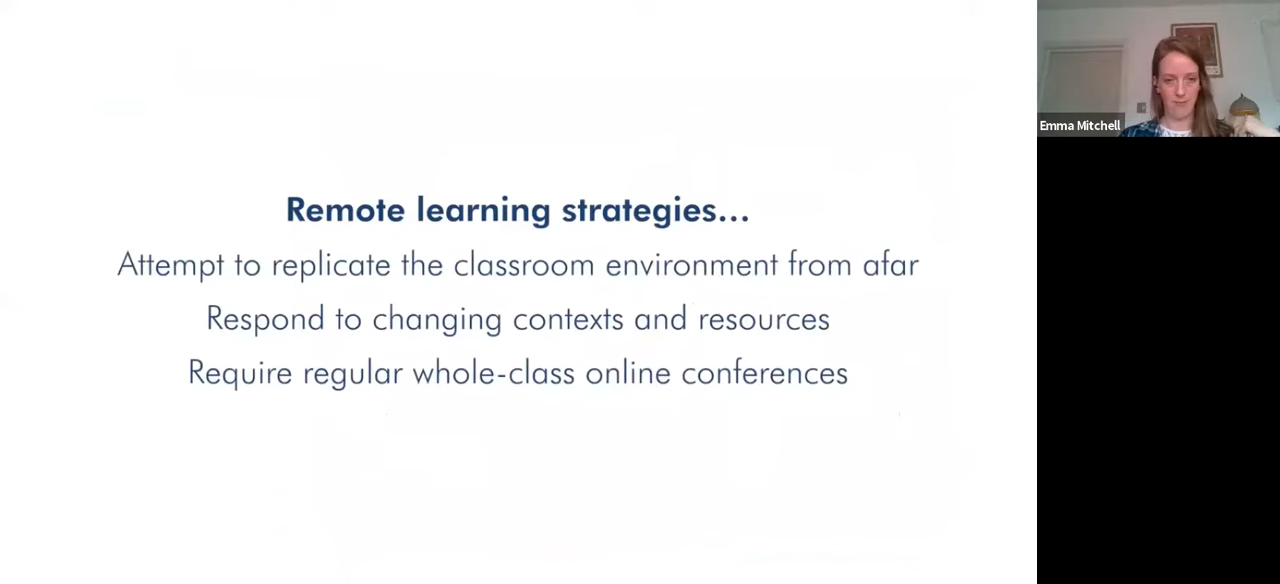 Remote learning strategies...
Attempt to replicate the classroom environment from afar
Respond to changing contexts and resources
Require regular whole-class online conferences
Emma Mitchell